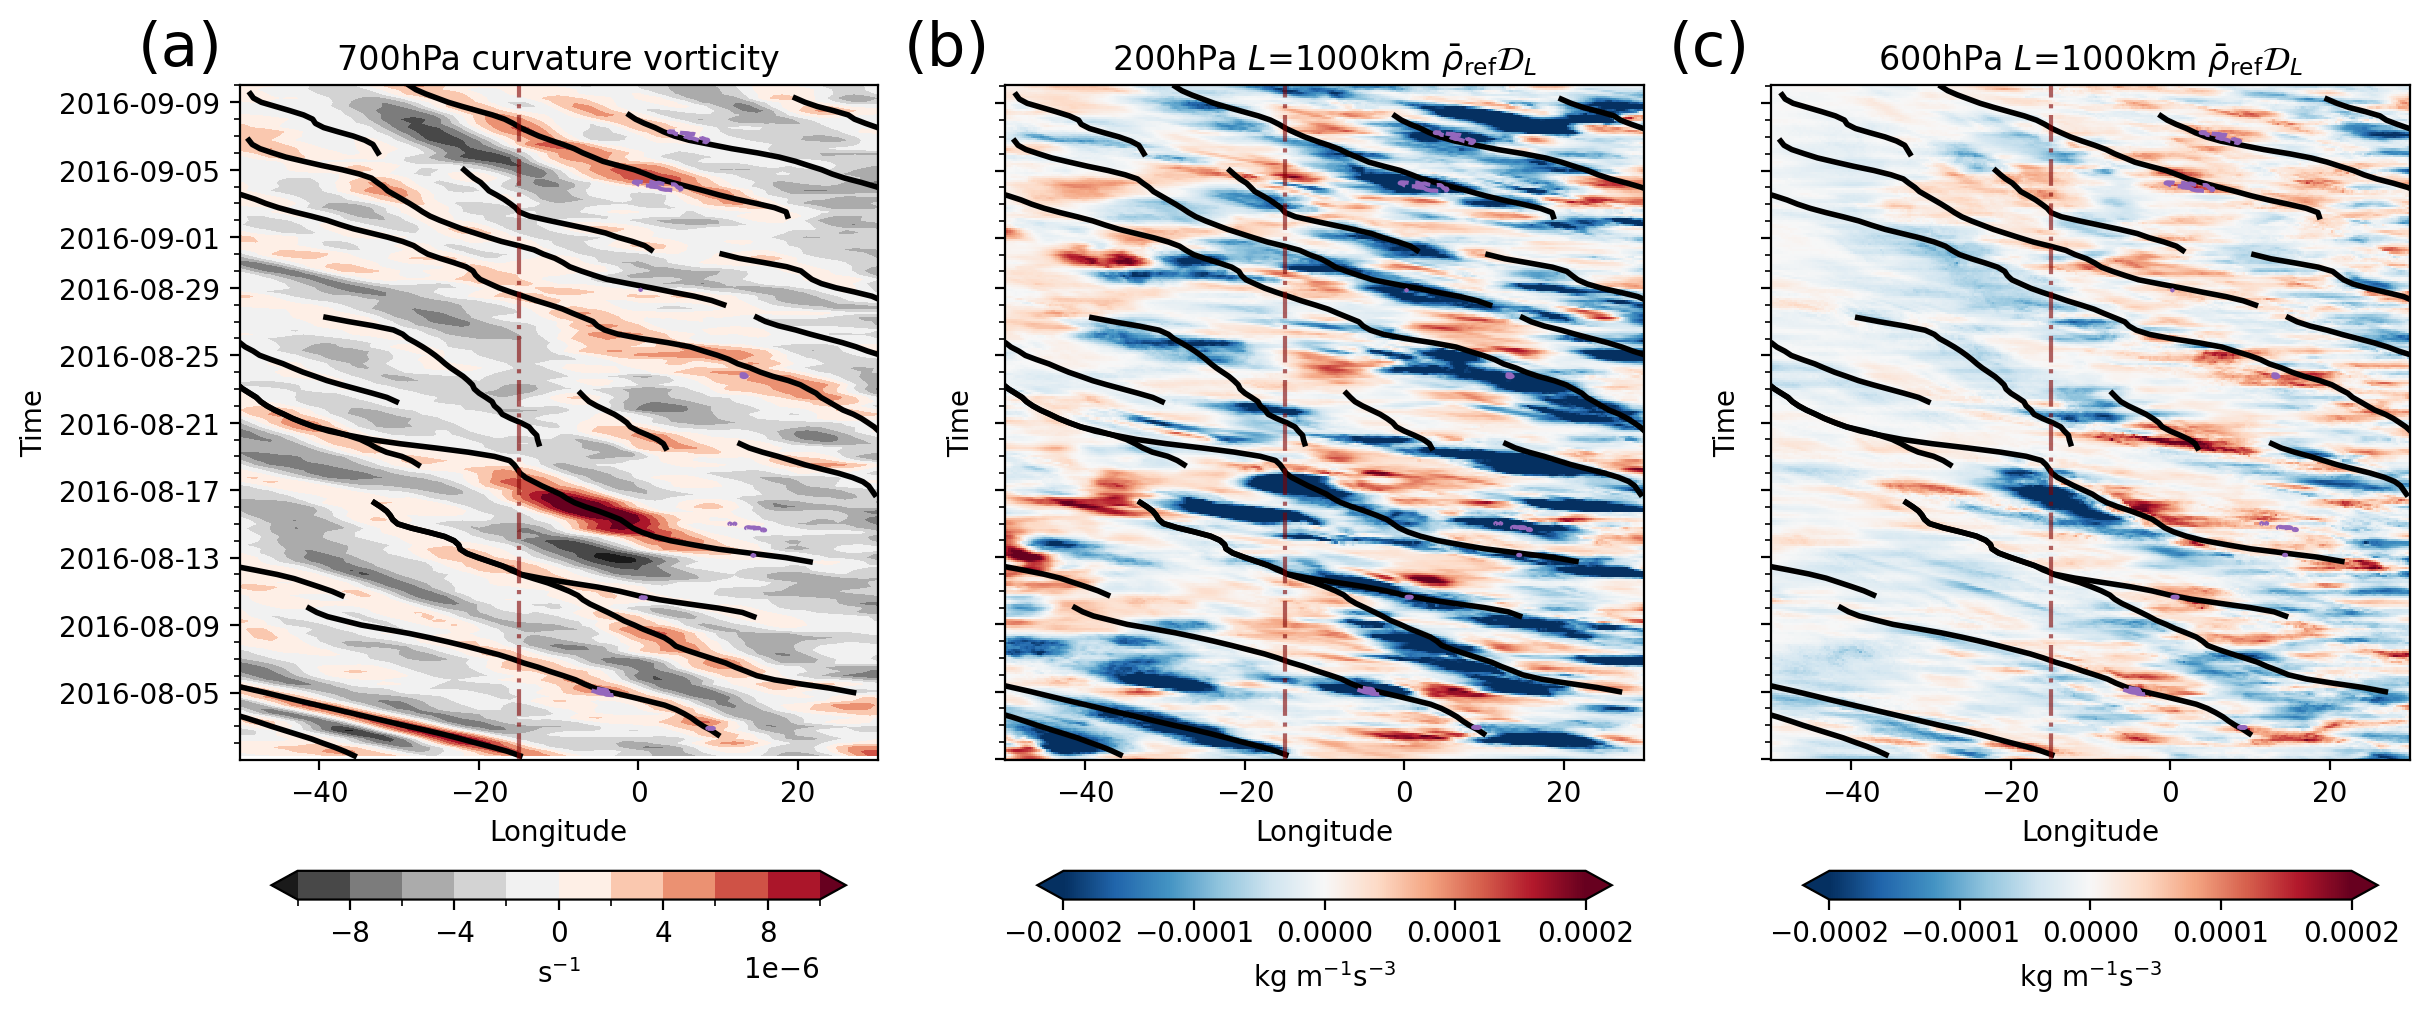 (a)
700hPa curvature vorticity
2016-09-09
2016-09-05
2016-09-01
2016-08-29
2016-08-25
2016-08-21
2016-08-17
2016-08-13
2016-08-09
2016-08-05
Time
−40 −20 0 20
Longitude
−8 −4 0 4 8
s⁻¹ 1e−6
(b)
200hPa L=1000km ρ̄ref𝒟L
Time
−40 −20 0 20
Longitude
−0.0002 −0.0001 0.0000 0.0001 0.0002
kg m⁻¹s⁻³
(c)
600hPa L=1000km ρ̄ref𝒟L
Time
−40 −20 0 20
Longitude
−0.0002 −0.0001 0.0000 0.0001 0.0002
kg m⁻¹s⁻³